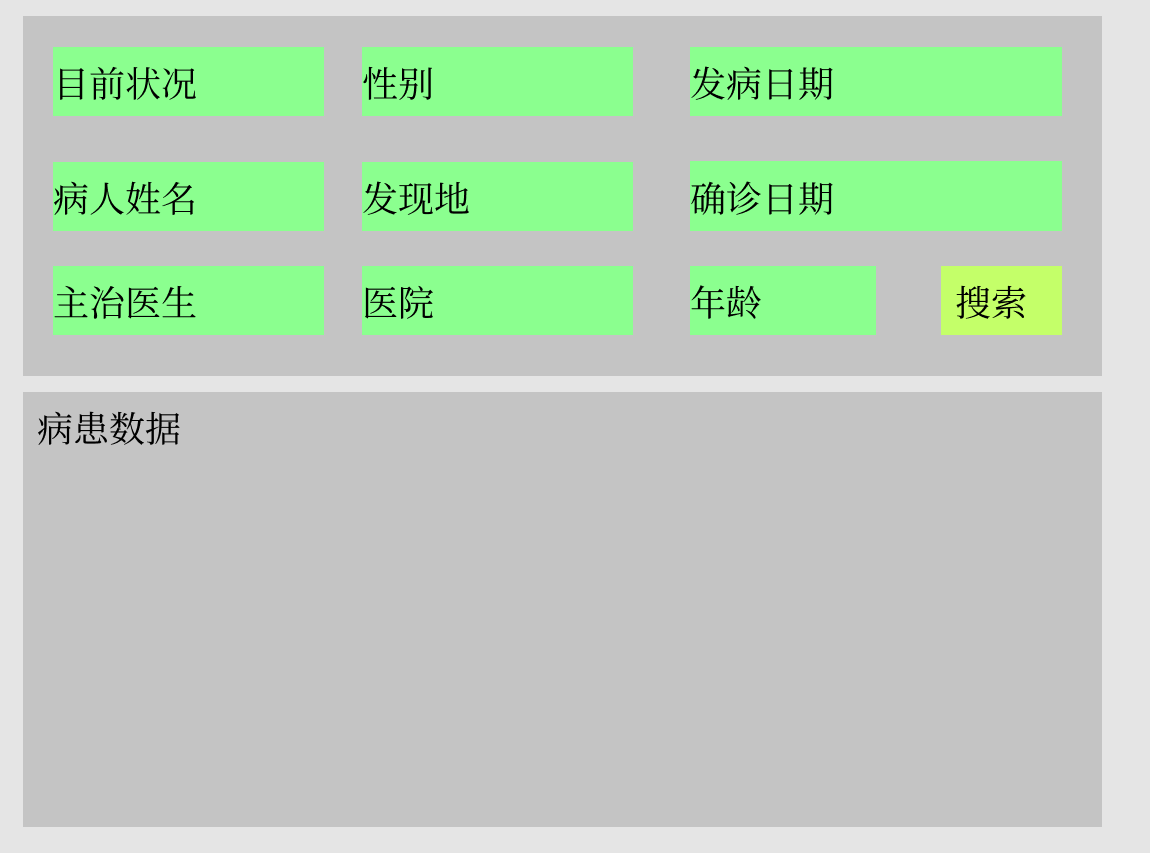 目前状况
性别
发病日期
病人姓名
发现地
确诊日期
主治医生
医院
年龄
搜索
病患数据